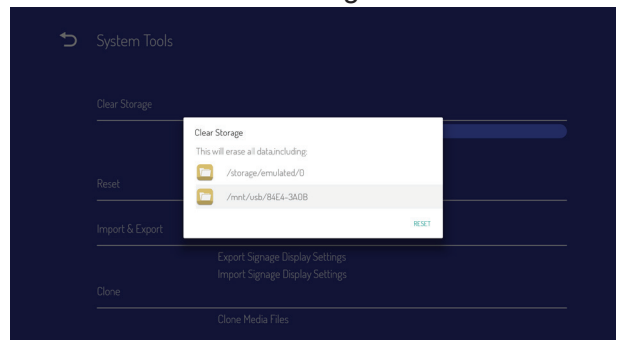 System Tools
Clear Storage
Clear Storage
This will erase all data,including:
/storage/emulated/0
/mnt/usb/84E4-3A0B
RESET
Reset
Import & Export
Export Signage Display Settings
Import Signage Display Settings
Clone
Clone Media Files